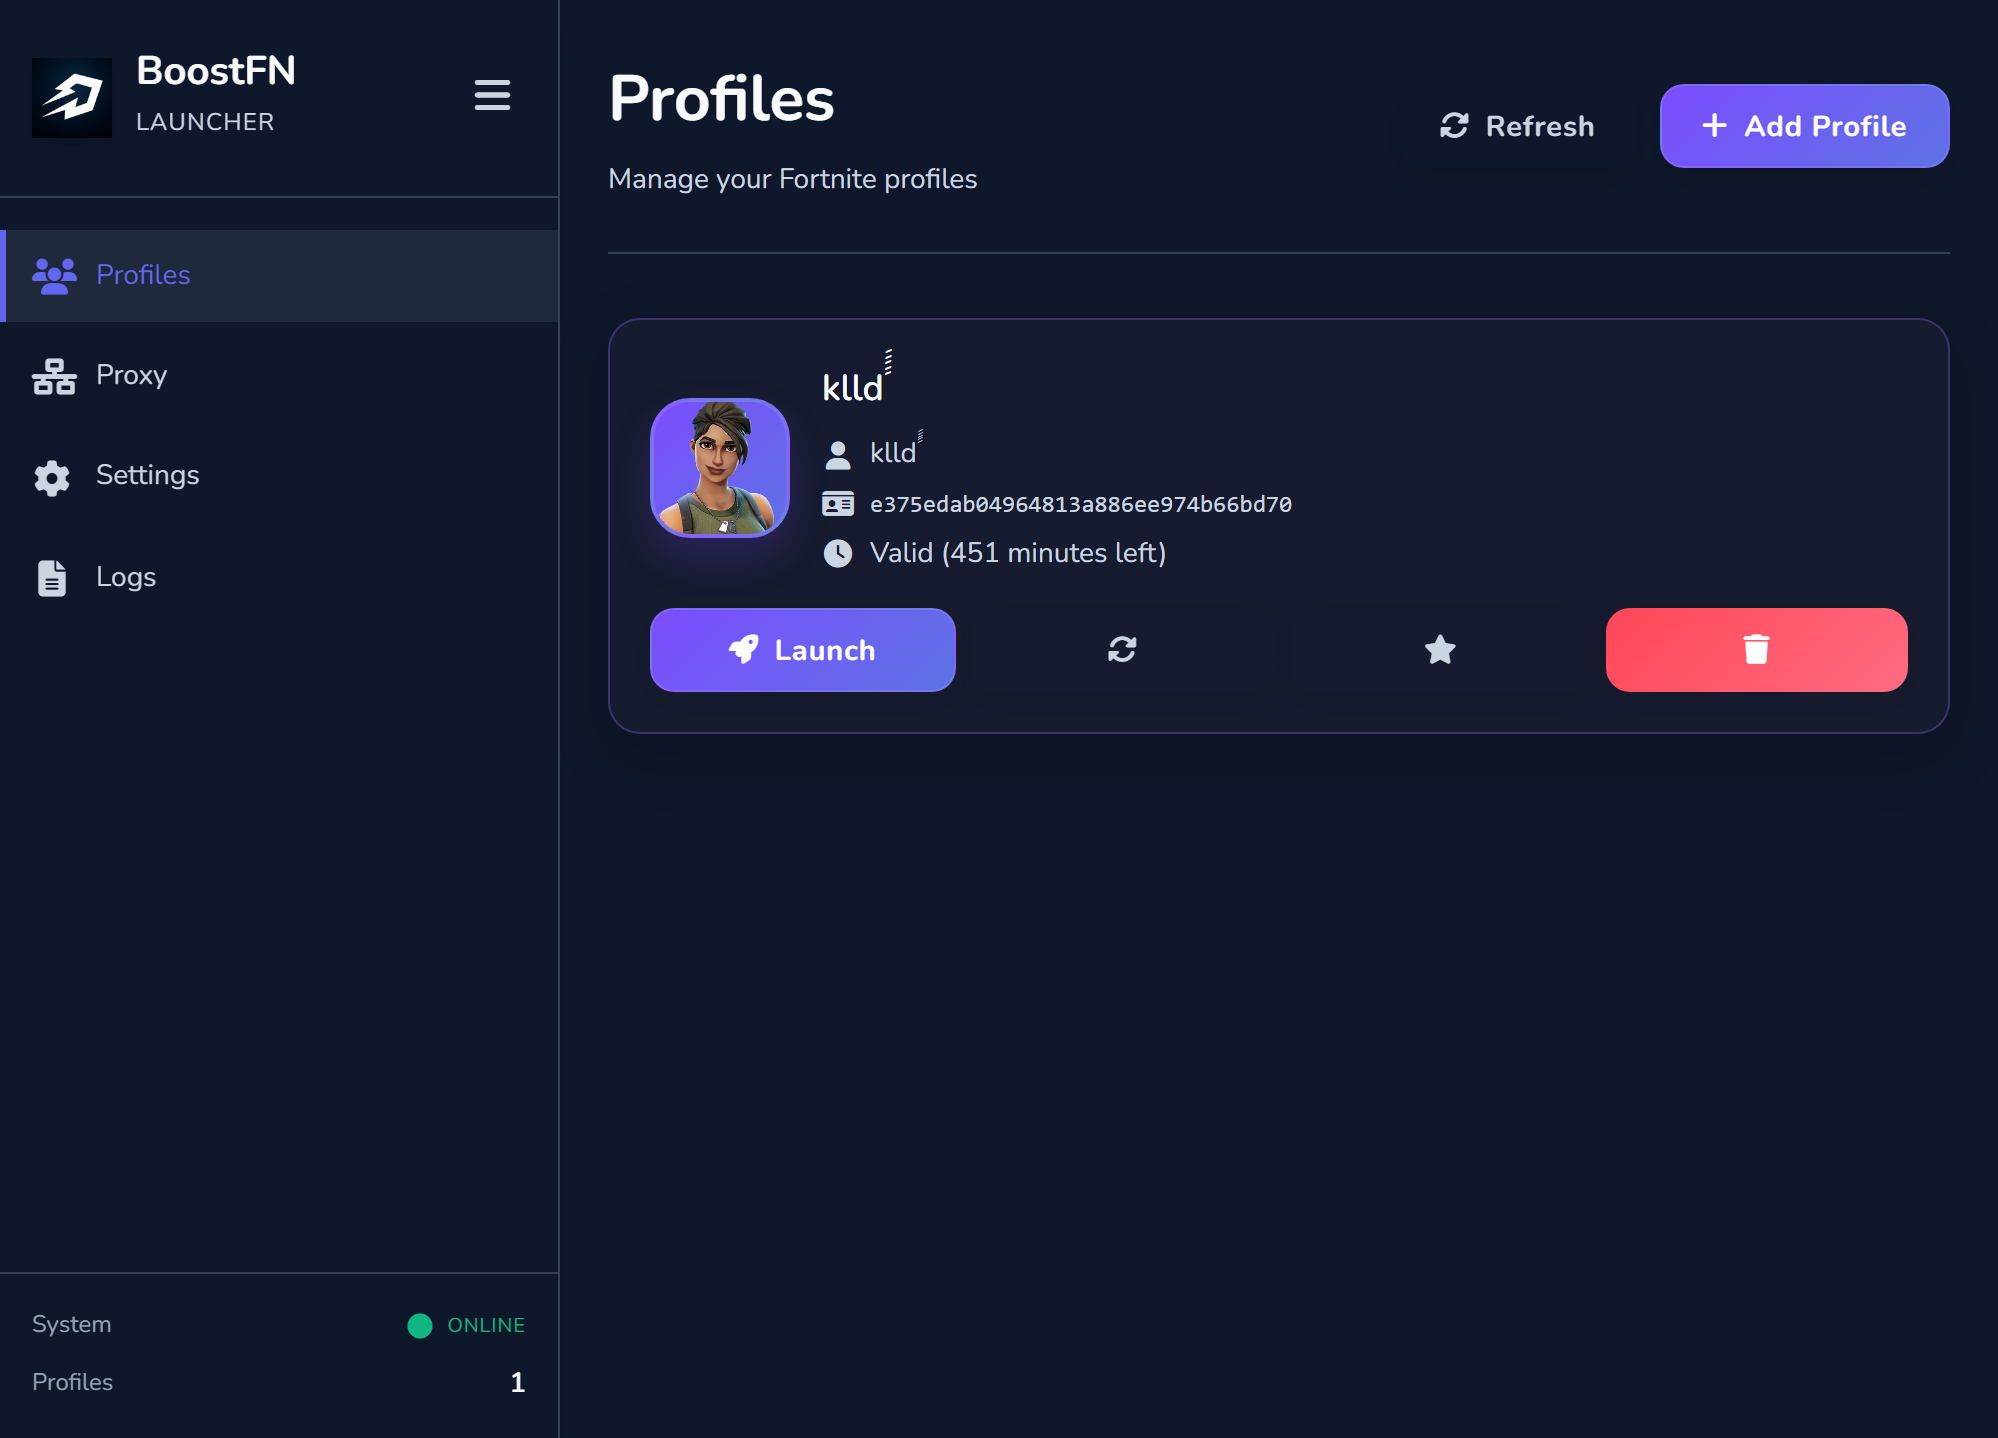 BoostFN
LAUNCHER
Profiles
Proxy
Settings
Logs
System
ONLINE
Profiles
1
Profiles
Manage your Fortnite profiles
Refresh
Add Profile
klld
klld
e375edab04964813a886ee974b66bd70
Valid (451 minutes left)
Launch